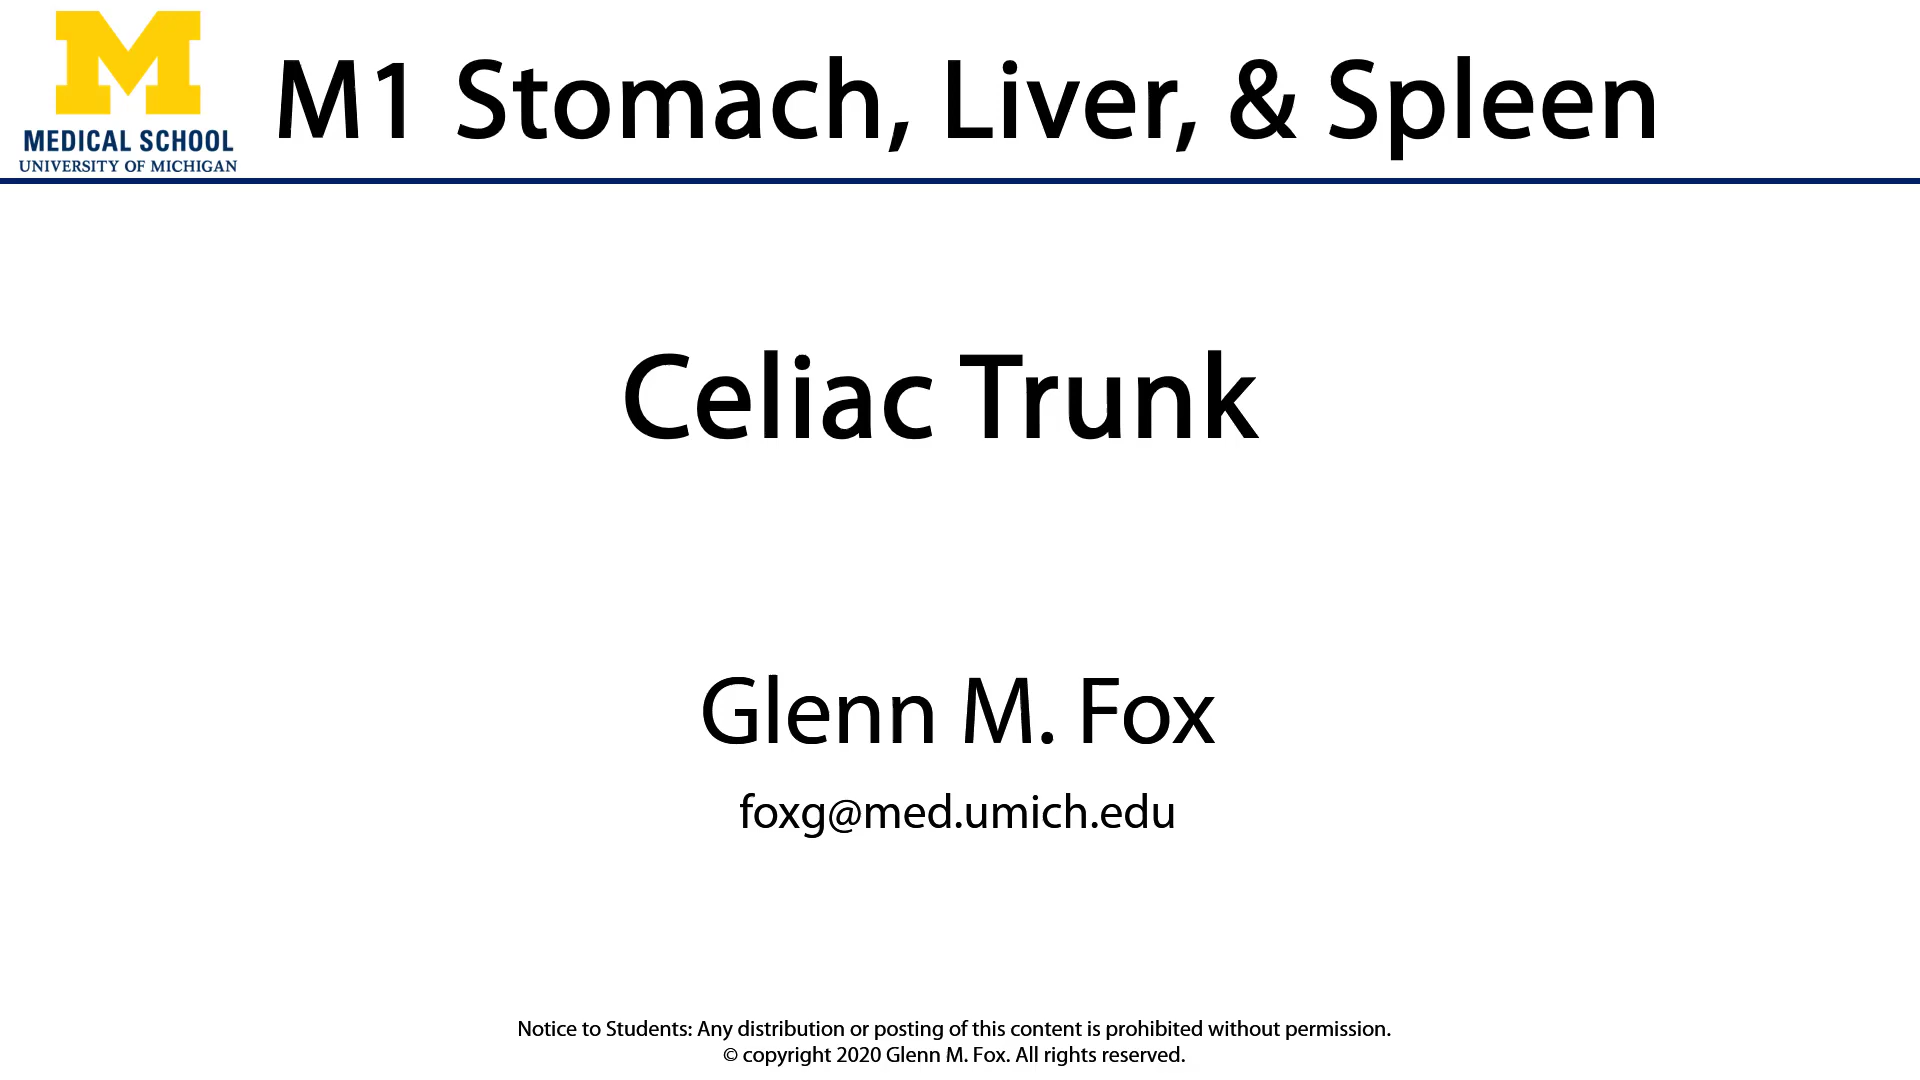 M
MEDICAL SCHOOL
UNIVERSITY OF MICHIGAN
M1 Stomach, Liver, & Spleen
Celiac Trunk
Glenn M. Fox
foxg@med.umich.edu
Notice to Students: Any distribution or posting of this content is prohibited without permission.
© copyright 2020 Glenn M. Fox. All rights reserved.